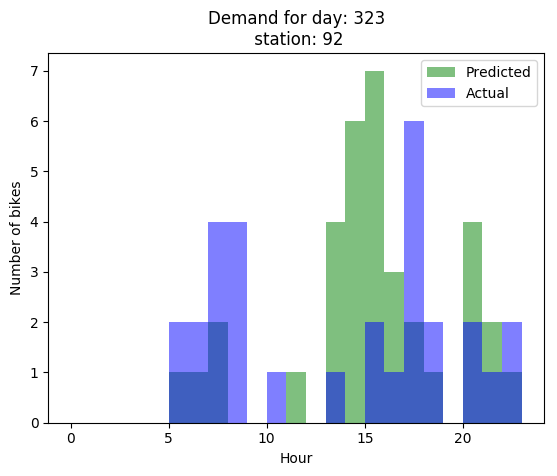 Demand for day: 323
station: 92
Predicted
Actual
7
6
5
4
3
2
1
0
Number of bikes
0 5 10 15 20
Hour